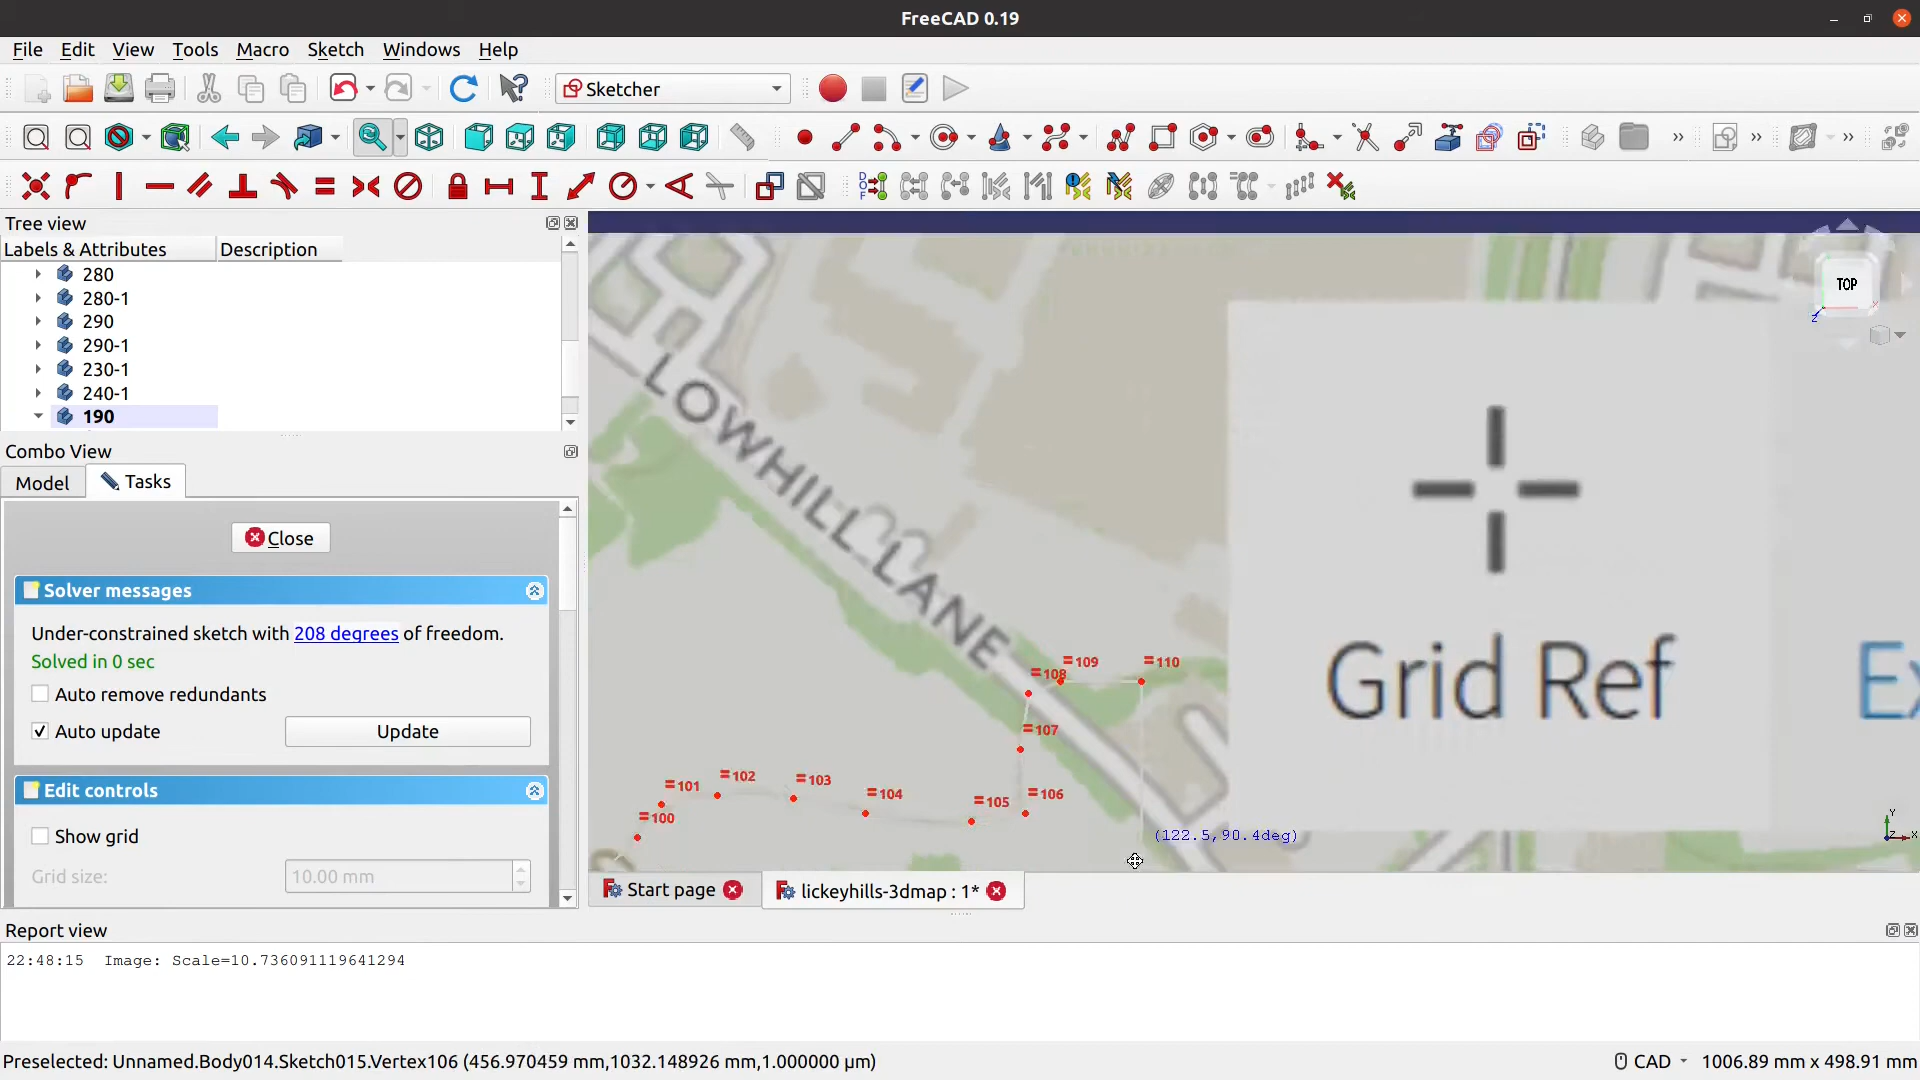 FreeCAD 0.19
File Edit View Tools Macro Sketch Windows Help
Sketcher
Tree view
Labels & Attributes Description
280
280-1
290
290-1
230-1
240-1
190
Combo View
Model Tasks
Close
Solver messages
Under-constrained sketch with 208 degrees of freedom.
Solved in 0 sec
Auto remove redundants
Auto update Update
Edit controls
Show grid
Grid size: 10.00 mm
TOP
Z
X
LOWHILL LANE
Grid Ref
Ex
=109 =110
=108
=107
=102
=101 =103
=104 =105 =106
=100
(122.5,90.4deg)
Y
Z X
Start page lickeyhills-3dmap : 1*
Report view
22:48:15 Image: Scale=10.736091119641294
Preselected: Unnamed.Body014.Sketch015.Vertex106 (456.970459 mm,1032.148926 mm,1.000000 µm) CAD 1006.89 mm x 498.91 mm